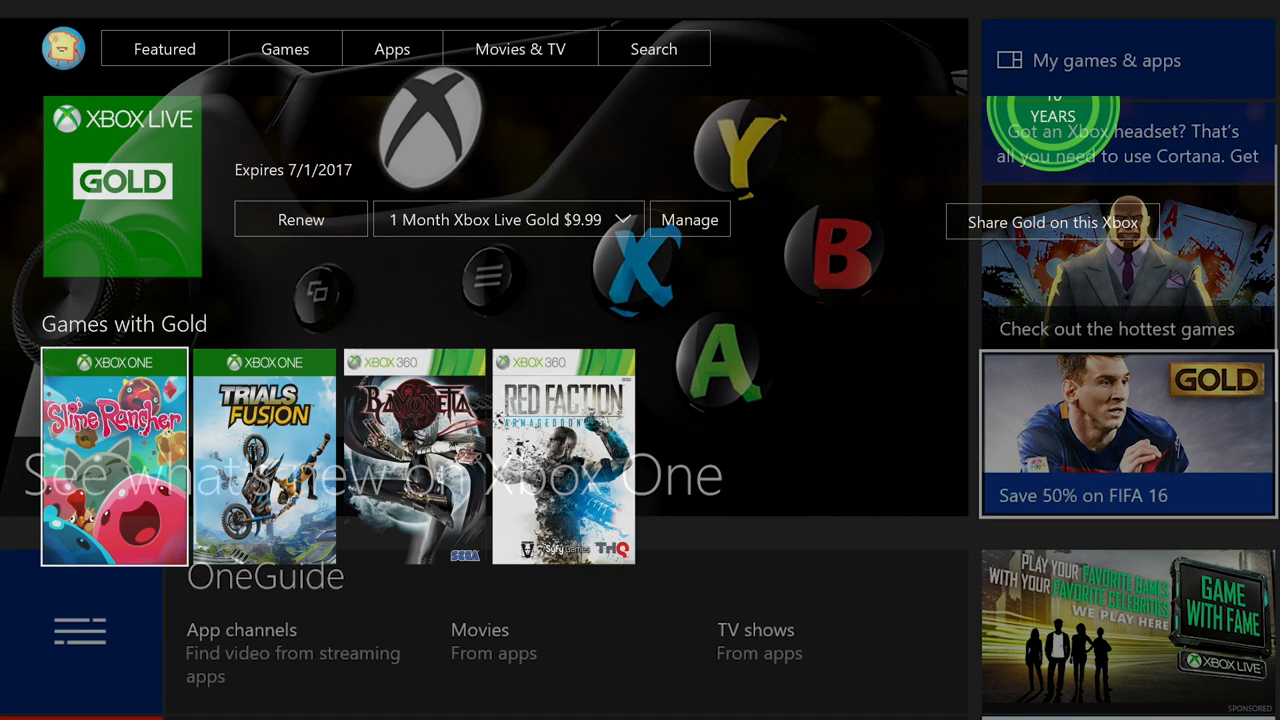 Featured
Games
Apps
Movies & TV
Search
My games & apps
XBOX LIVE
GOLD
Expires 7/1/2017
Renew
1 Month Xbox Live Gold $9.99
Manage
Share Gold on this Xbox
10
YEARS
Got an Xbox headset? That's
all you need to use Cortana. Get
Y
X
B
A
Check out the hottest games
GOLD
Save 50% on FIFA 16
Games with Gold
XBOX ONE
Slime Rancher
XBOX ONE
TRIALS
FUSION
XBOX 360
BAYONETTA
SEGA
XBOX 360
RED FACTION
ARMAGEDDON
Syfy Games
THQ
See what's new on Xbox One
OneGuide
App channels
Find video from streaming
apps
Movies
From apps
TV shows
From apps
PLAY YOUR FAVORITE GAMES
WITH YOUR FAVORITE CELEBRITIES
WE PLAY HERE
GAME
WITH FAME
XBOX LIVE
SPONSORED